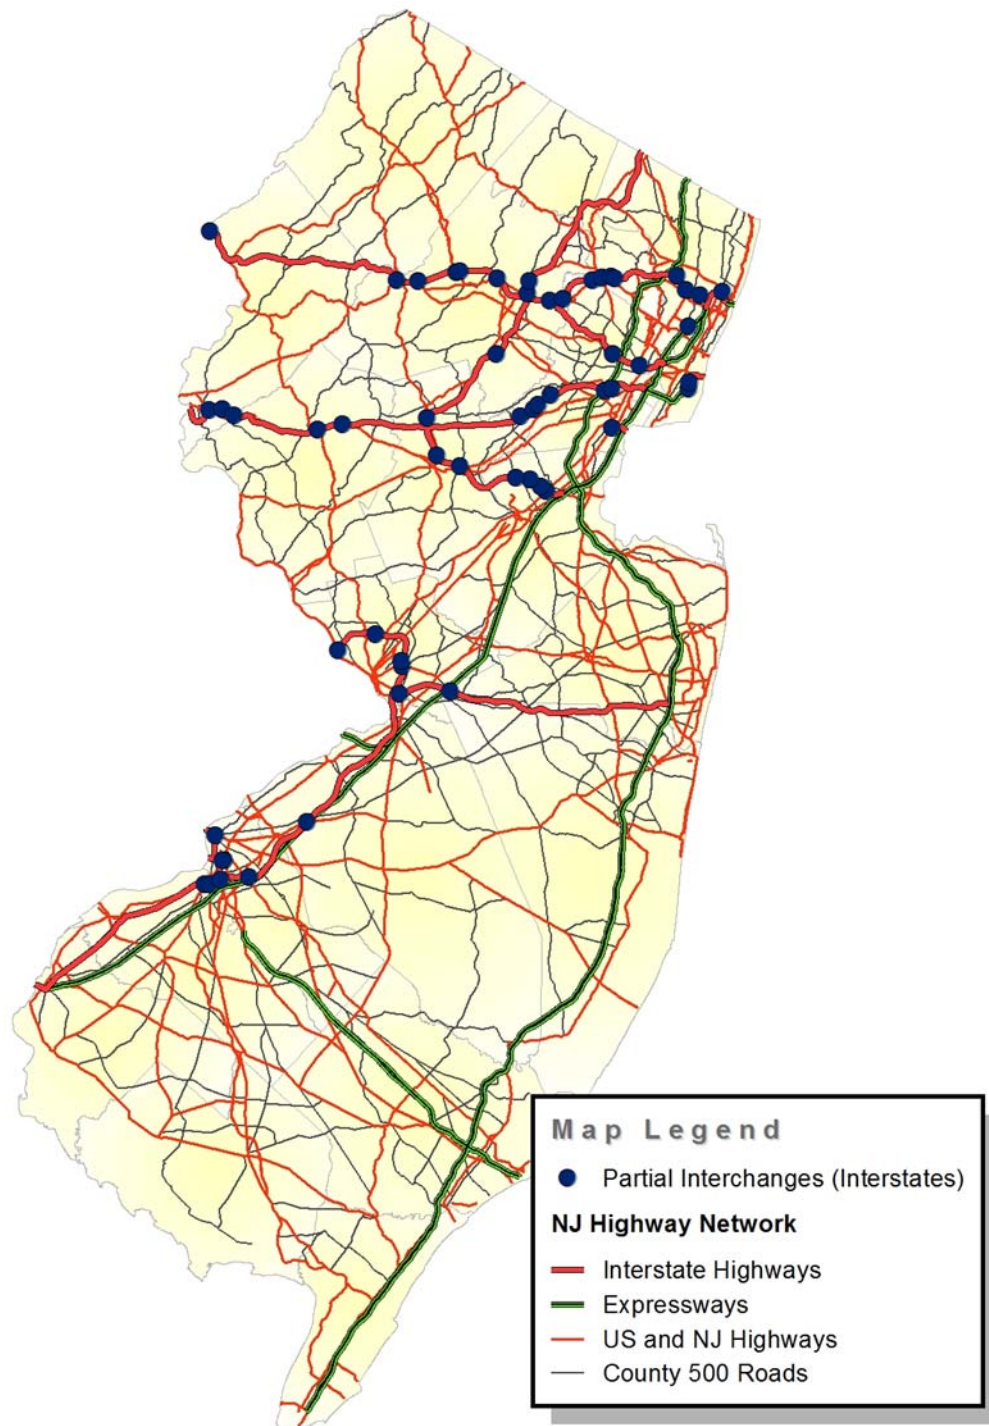 Map Legend
Partial Interchanges (Interstates)
NJ Highway Network
Interstate Highways
Expressways
US and NJ Highways
County 500 Roads